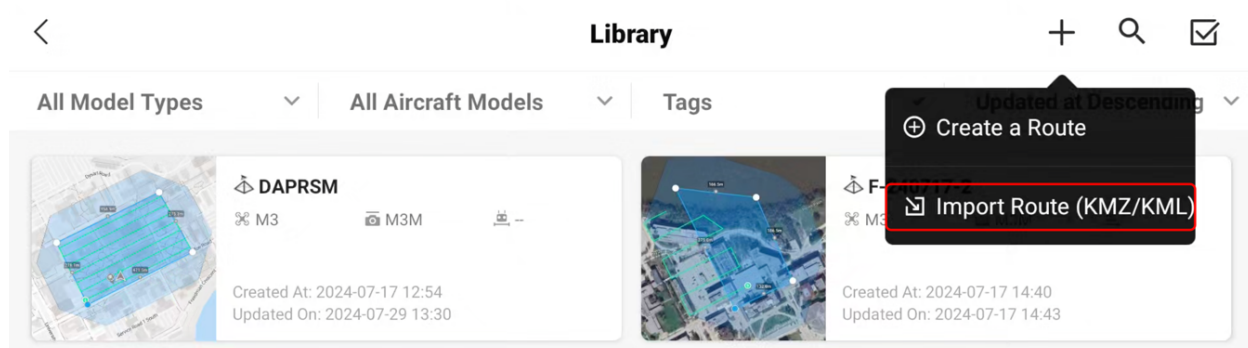 Library
All Model Types
All Aircraft Models
Tags
Updated at Descending
Create a Route
Import Route (KMZ/KML)
DAPRSM
M3
M3M
--
Created At: 2024-07-17 12:54
Updated On: 2024-07-29 13:30
F-240717-2
M3
Created At: 2024-07-17 14:40
Updated On: 2024-07-17 14:43